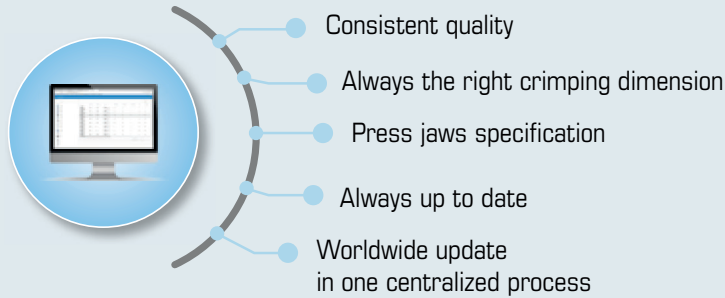 Consistent quality
Always the right crimping dimension
Press jaws specification
Always up to date
Worldwide update
in one centralized process